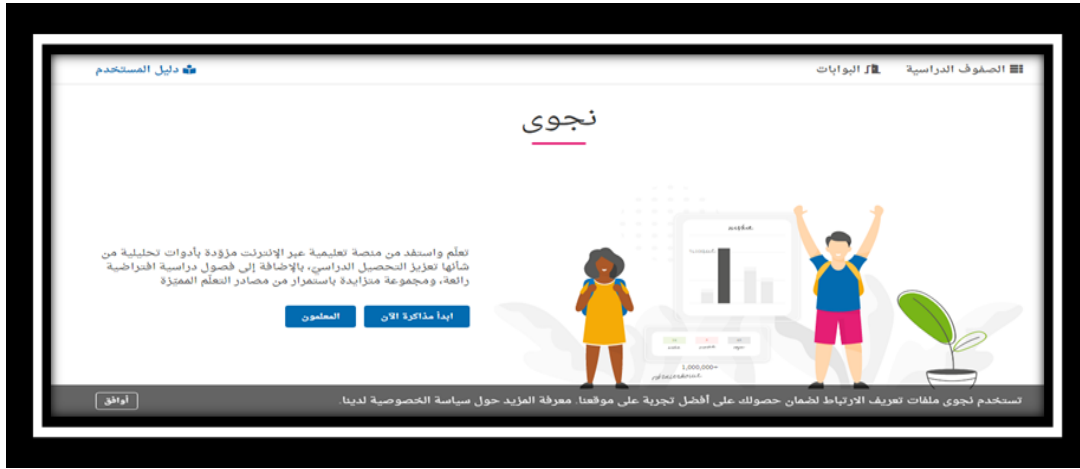 الصفوف الدراسية
البوابات
دليل المستخدم
نجوى
تعلّم واستفد من منصة تعليمية عبر الإنترنت مزوّدة بأدوات تحليلية من
شأنها تعزيز التحصيل الدراسي، بالإضافة إلى فصول دراسية افتراضية
رائعة، ومجموعة متزايدة باستمرار من مصادر التعلّم المميّزة
ابدأ مذاكرة الآن
المعلمون
1,000,000+
تستخدم نجوى ملفات تعريف الارتباط لضمان حصولك على أفضل تجربة على موقعنا. معرفة المزيد حول سياسة الخصوصية لدينا.
أوافق